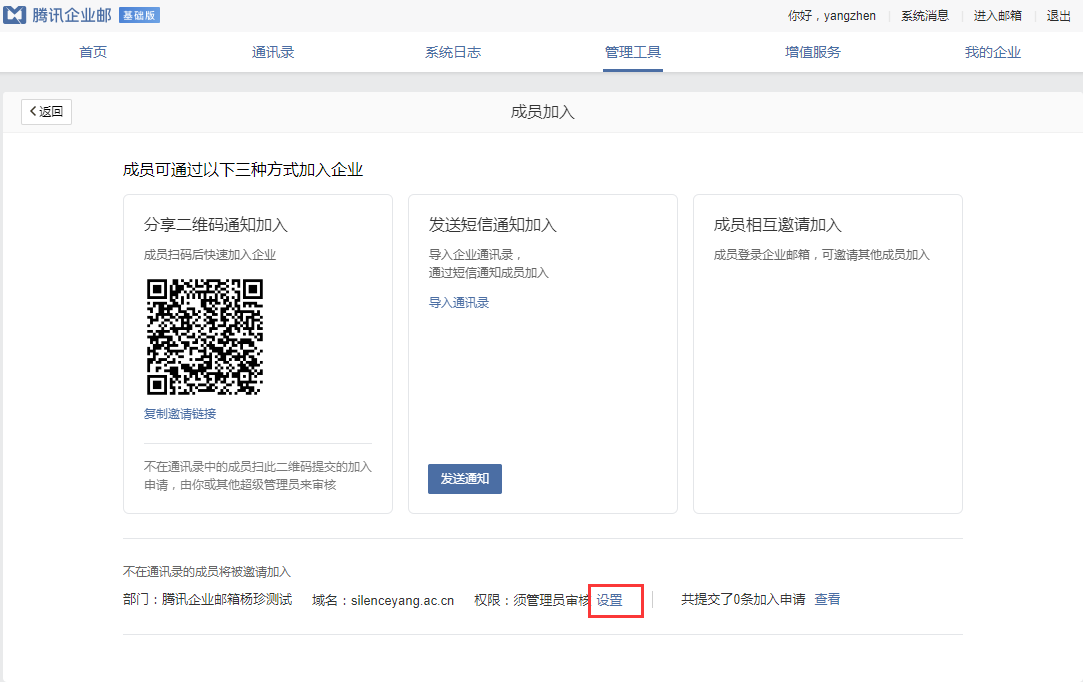 腾讯企业邮 基础版 你好，yangzhen 系统消息 进入邮箱 退出
首页 通讯录 系统日志 管理工具 增值服务 我的企业
返回 成员加入
成员可通过以下三种方式加入企业
分享二维码通知加入
成员扫码后快速加入企业
复制邀请链接
不在通讯录中的成员扫此二维码提交的加入
申请，由你或其他超级管理员来审核
发送短信通知加入
导入企业通讯录，
通过短信通知成员加入
导入通讯录
发送通知
成员相互邀请加入
成员登录企业邮箱，可邀请其他成员加入
不在通讯录的成员将被邀请加入
部门：腾讯企业邮箱杨珍测试 域名：silenceyang.ac.cn 权限：须管理员审核 设置 共提交了0条加入申请 查看